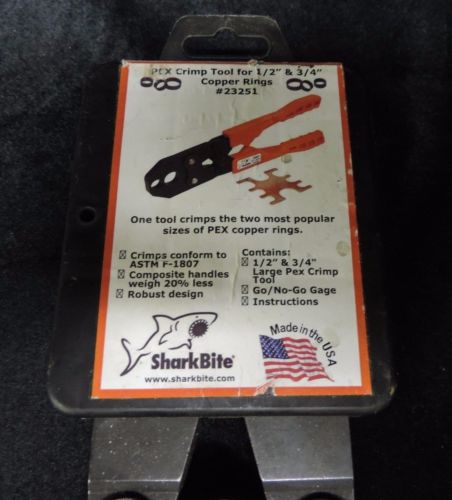 PEX Crimp Tool for 1/2" & 3/4"
Copper Rings
#23251
One tool crimps the two most popular
sizes of PEX copper rings.
Crimps conform to
ASTM F-1807
Composite handles
weigh 20% less
Robust design
Contains:
1/2" & 3/4"
Large Pex Crimp
Tool
Go/No-Go Gage
Instructions
SharkBite®
www.sharkbite.com
Made in the USA